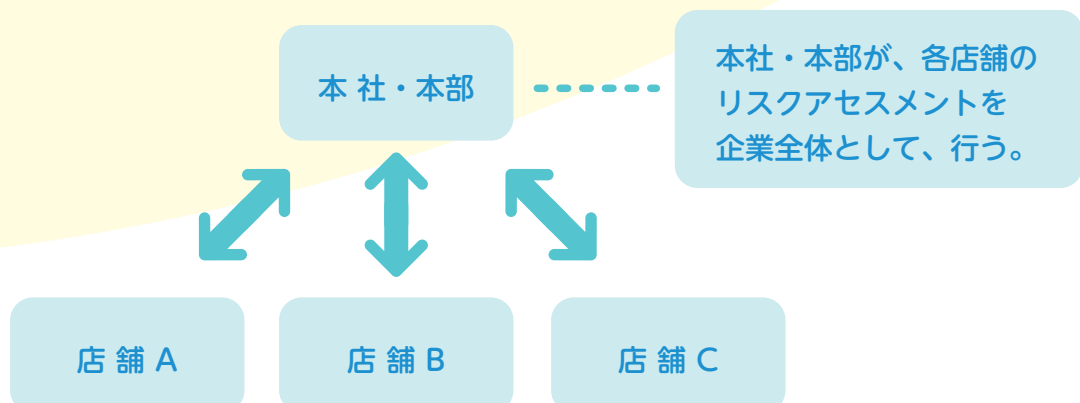 本 社・本部
本社・本部が、各店舗の
リスクアセスメントを
企業全体として、行う。
店 舗 A
店 舗 B
店 舗 C